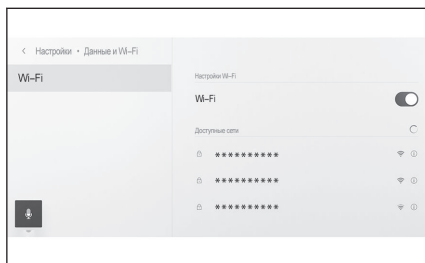 Настройки • Данные и Wi–Fi
Wi–Fi
Настройки Wi–Fi
Wi–Fi
Доступные сети
**********
**********
**********